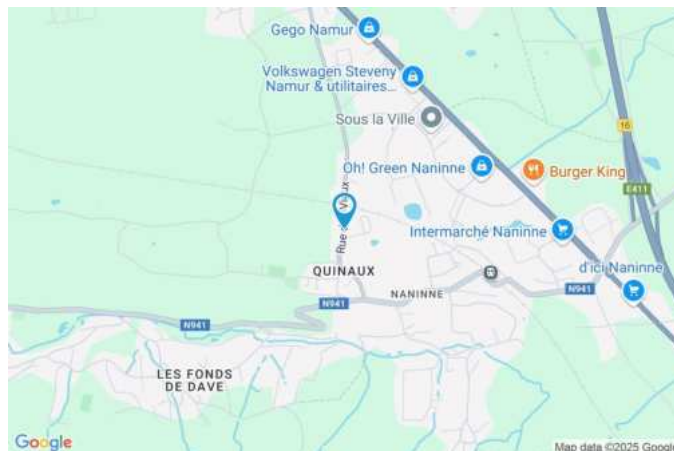 Gego Namur
Volkswagen Steveny
Namur & utilitaires...
Sous la Ville
16
Oh! Green Naninne
Burger King
E411
Rue
Intermarché Naninne
QUINAUX
d'ici Naninne
NANINNE
N941
N941
N941
LES FONDS
DE DAVE
Google
Map data ©2025 Google